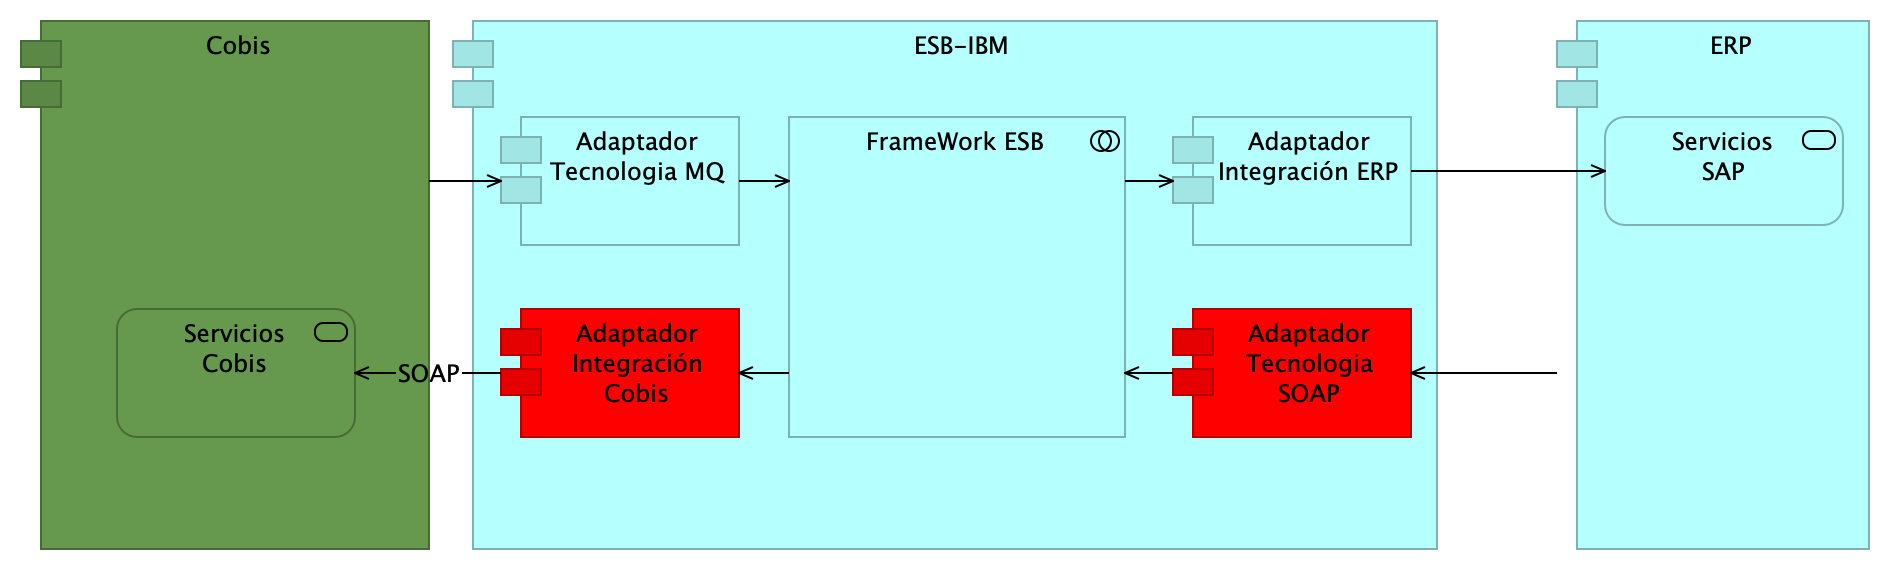 Cobis
ESB-IBM
ERP
Adaptador
Tecnologia MQ
FrameWork ESB
Adaptador
Integración ERP
Servicios
SAP
Servicios
Cobis
SOAP
Adaptador
Integración
Cobis
Adaptador
Tecnologia
SOAP